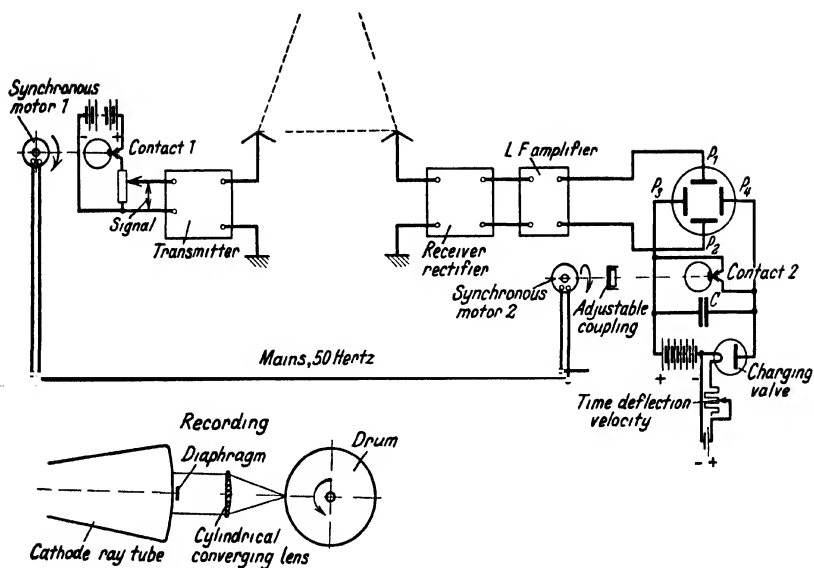 Synchronous
motor 1
- +
Contact 1
Signal
Transmitter
L F amplifier
P1
P3
P4
P2
Receiver
rectifier
Synchronous
motor 2
Adjustable
coupling
Contact 2
C
Mains, 50 Hertz
+ -
Charging
valve
Time deflection
velocity
- +
Recording
Diaphragm
Drum
Cylindrical
converging lens
Cathode ray tube